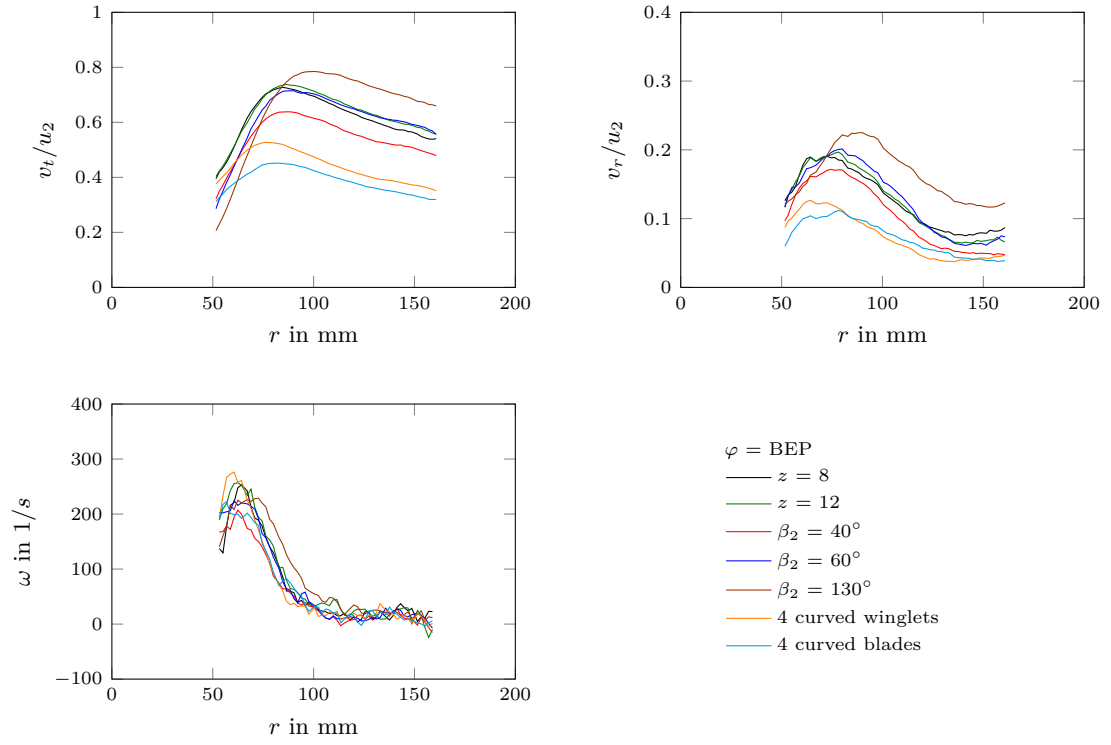 1
0.8
0.6
0.4
0.2
0
0
50
100
150
200
v_t/u_2
r in mm
0.4
0.3
0.2
0.1
0
0
50
100
150
200
v_r/u_2
r in mm
400
300
200
100
0
−100
0
50
100
150
200
ω in 1/s
r in mm
φ = BEP
z = 8
z = 12
β₂ = 40°
β₂ = 60°
β₂ = 130°
4 curved winglets
4 curved blades